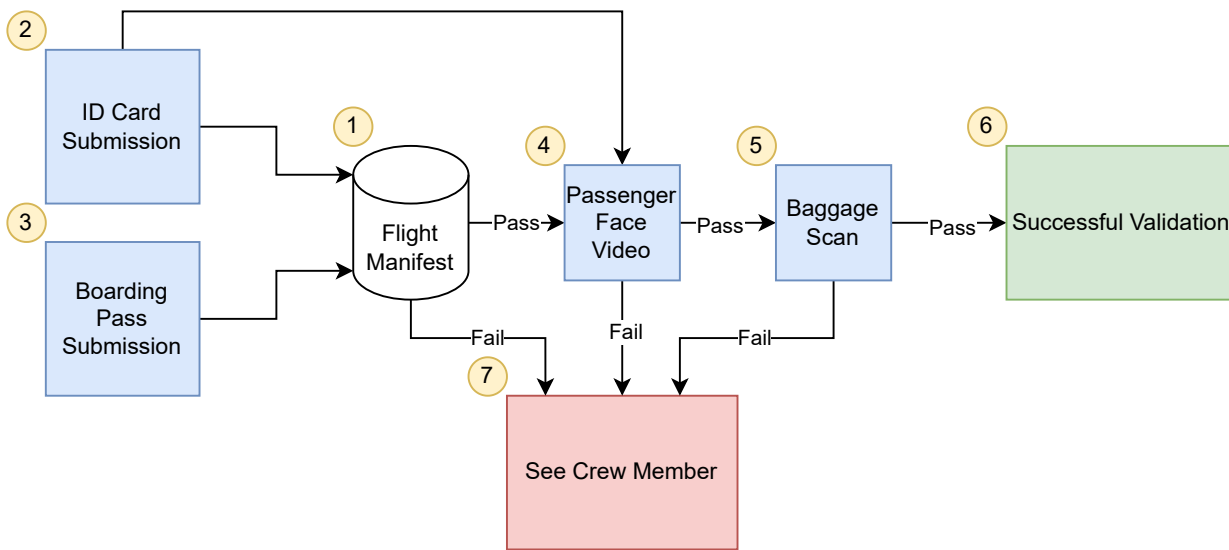 2
ID Card
Submission
1
4
5
6
Passenger
Face
Video
Baggage
Scan
Successful Validation
Pass
Pass
Pass
3
Flight
Manifest
Boarding
Pass
Submission
Fail
Fail
Fail
7
See Crew Member